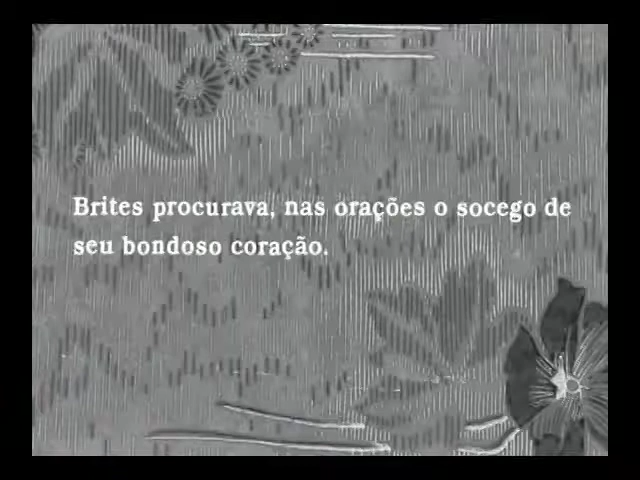 Brites procurava, nas orações o socego de
seu bondoso coração.